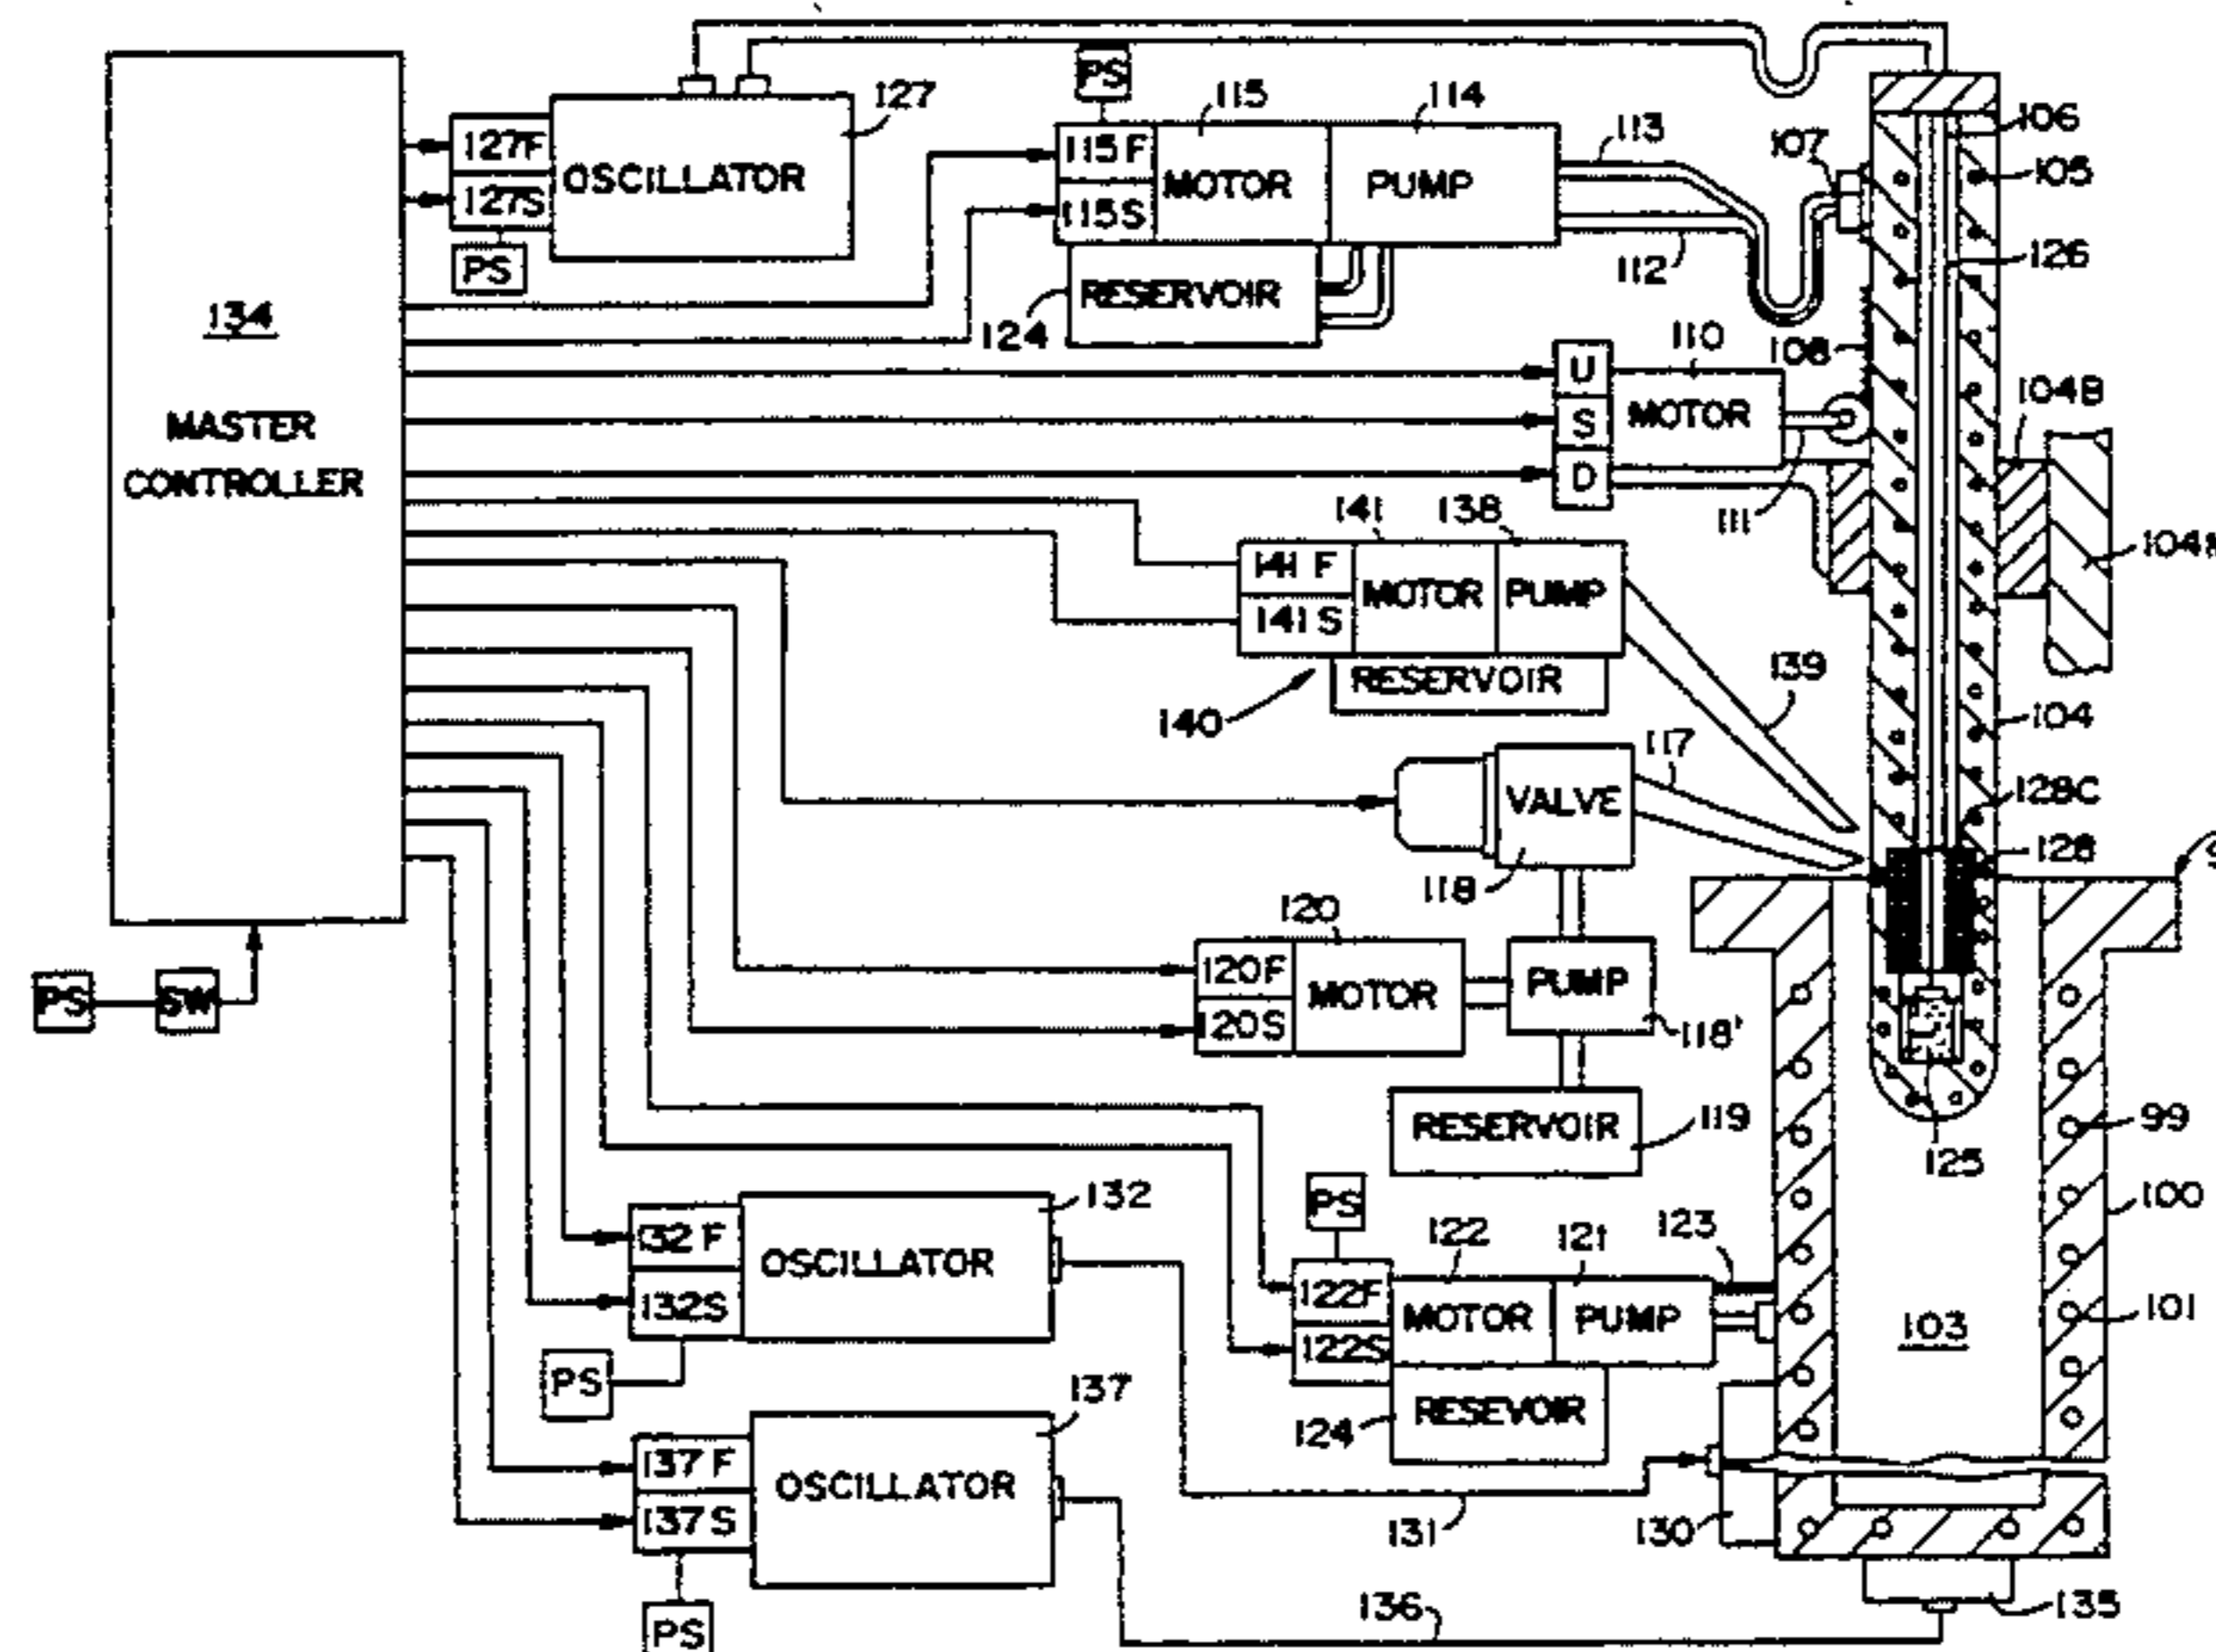 PS
115
114
127
113
106
107
105
127F
OSCILLATOR
115F
MOTOR
PUMP
127S
115S
PS
112
126
134
RESERVOIR
124
110
108
U
104B
MASTER
S
MOTOR
CONTROLLER
D
111
141
138
141 F
MOTOR
PUMP
141 S
RESERVOIR
139
140
104
117
VALVE
128C
128
118
120
PS
SW
120F
MOTOR
PUMP
120S
118'
RESERVOIR
119
99
125
132
PS
100
132 F
OSCILLATOR
122
121
123
132S
122F
MOTOR
PUMP
101
122S
103
PS
137
RESEVOIR
124
137 F
OSCILLATOR
137 S
131
130
PS
136
135